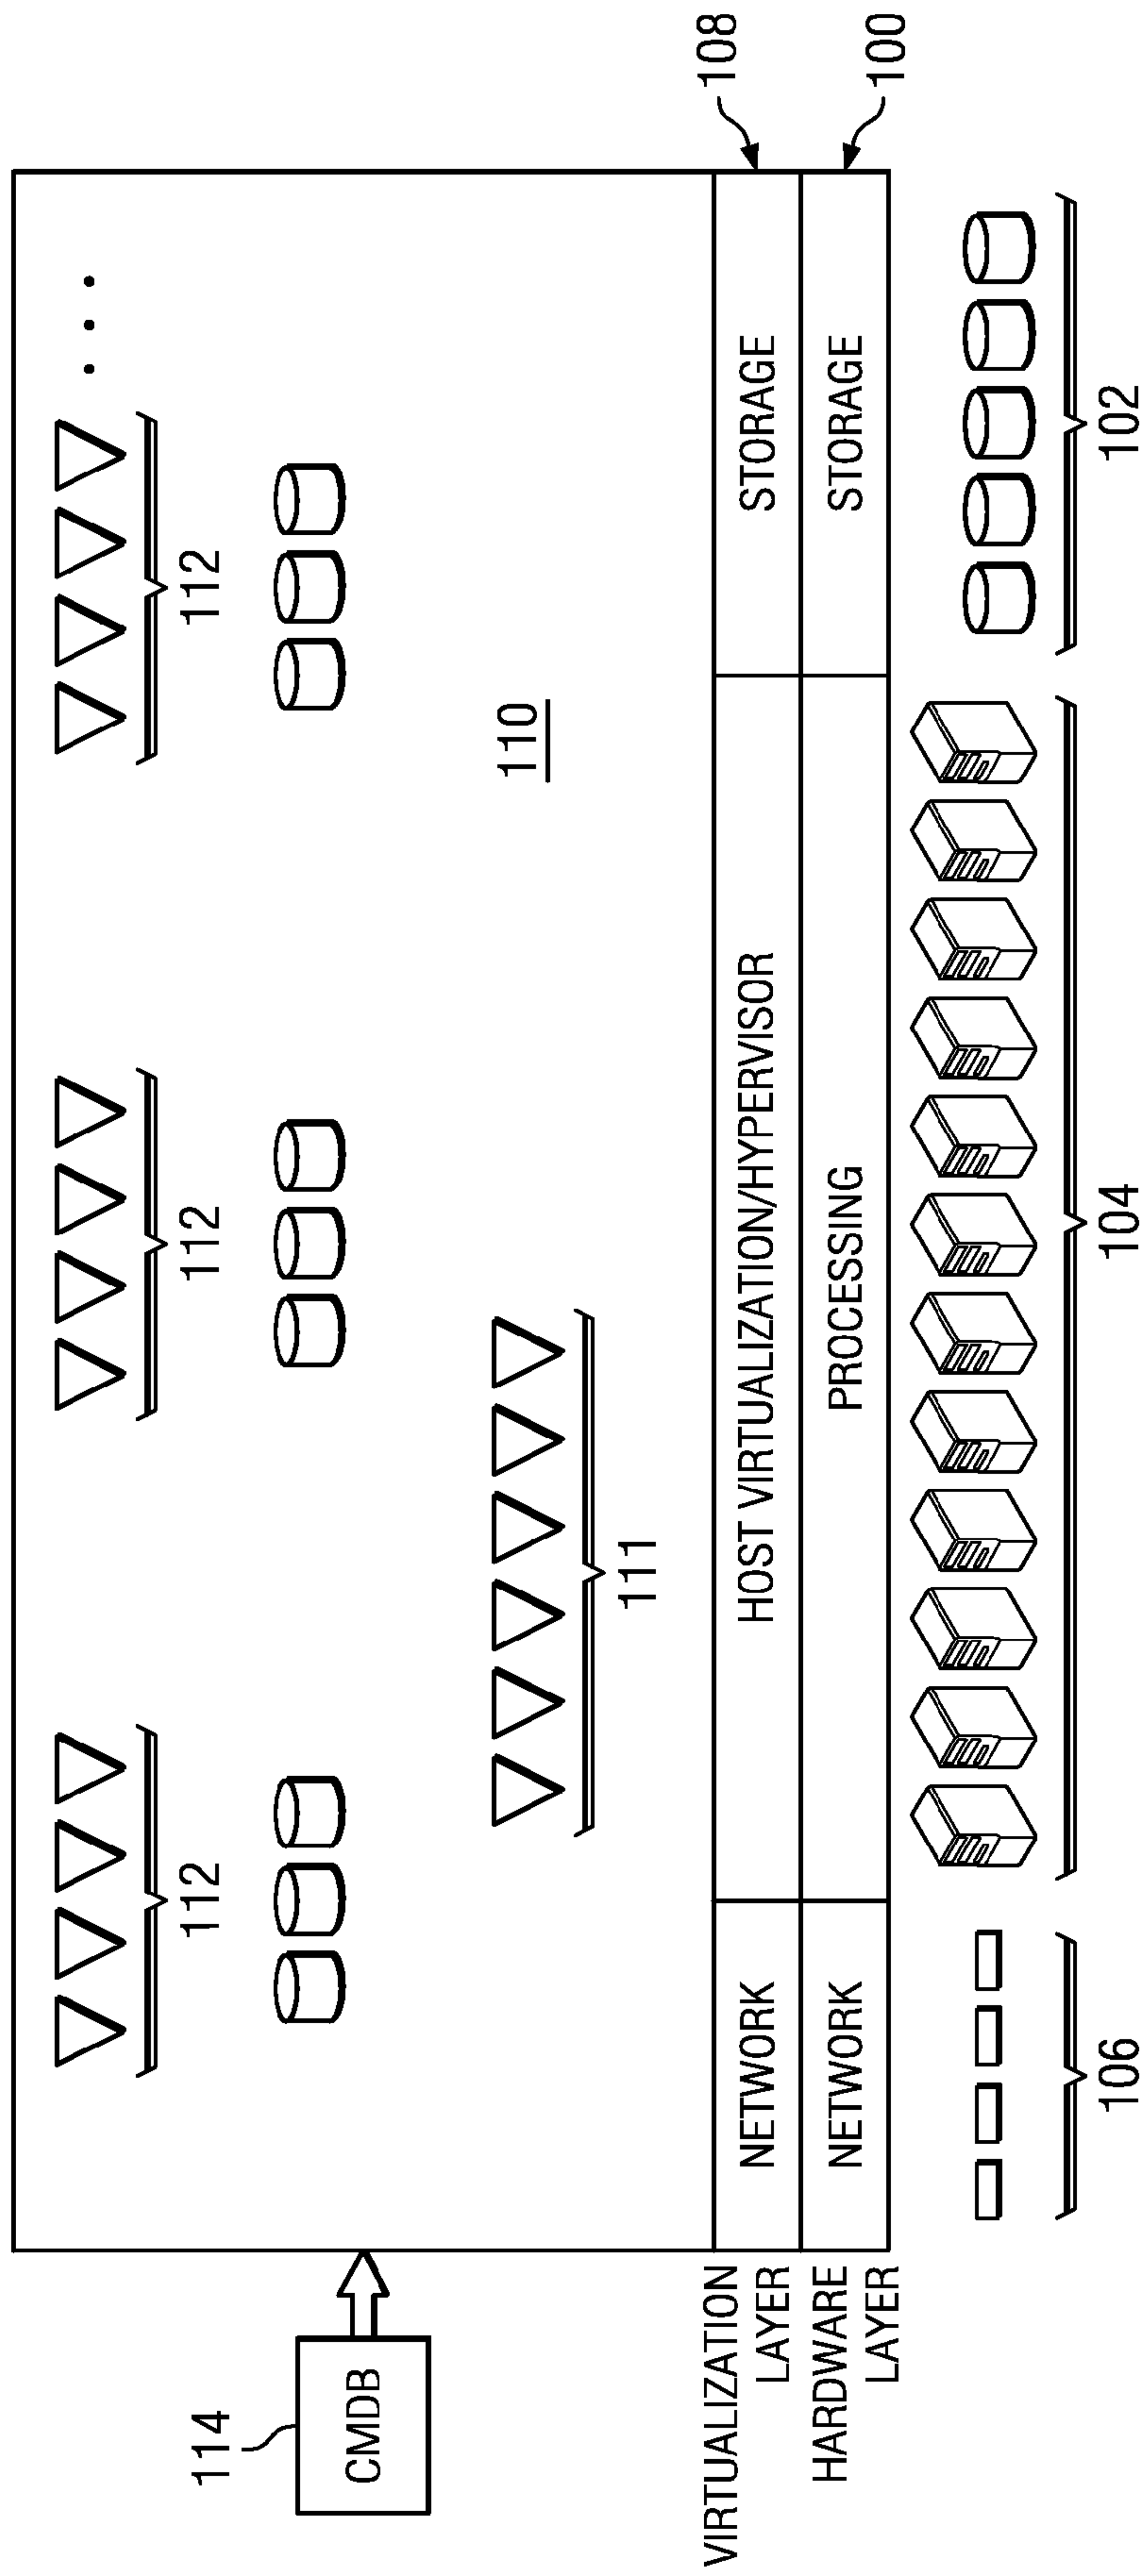 112
112
112
114
CMDB
111
110
VIRTUALIZATION
LAYER
NETWORK
HOST VIRTUALIZATION/HYPERVISOR
STORAGE
108
HARDWARE
LAYER
NETWORK
PROCESSING
STORAGE
100
106
104
102